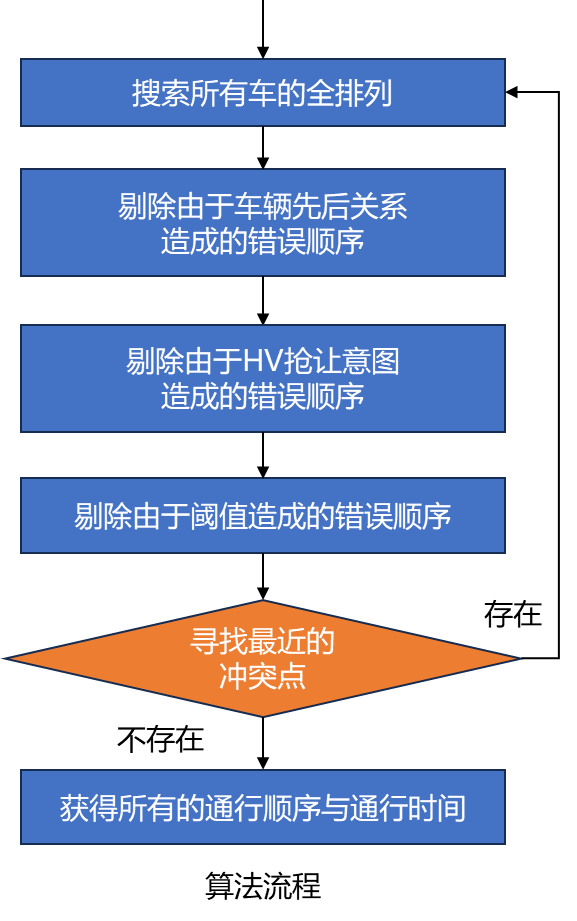 搜索所有车的全排列
剔除由于车辆先后关系
造成的错误顺序
剔除由于HV抢让意图
造成的错误顺序
剔除由于阈值造成的错误顺序
寻找最近的
冲突点
存在
不存在
获得所有的通行顺序与通行时间
算法流程